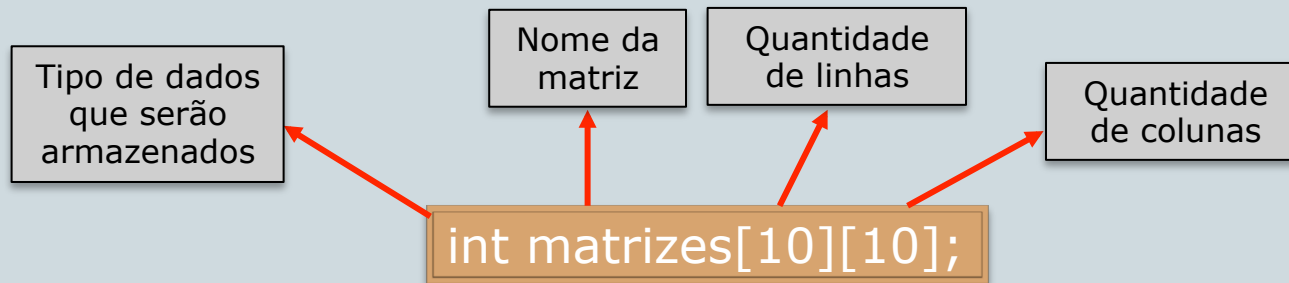 Tipo de dados
que serão
armazenados
Nome da
matriz
Quantidade
de linhas
Quantidade
de colunas
int matrizes[10][10];